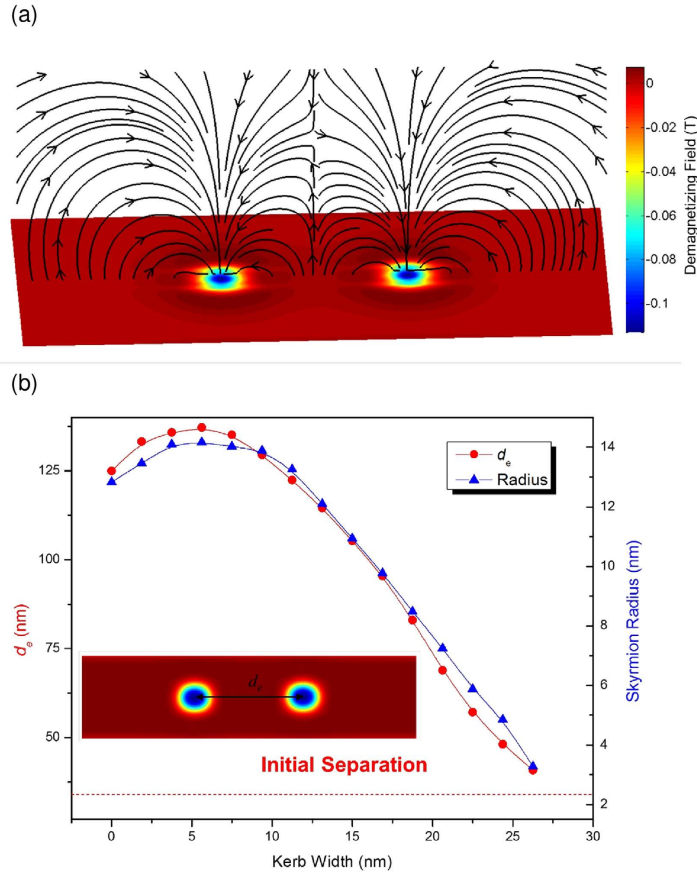 (a)
0
-0.02
-0.04
-0.06
-0.08
-0.1
Demagnetizing Field (T)
(b)
125
100
75
50
dₑ (nm)
dₑ
Radius
14
12
10
8
6
4
2
Skyrmion Radius (nm)
dₑ
Initial Separation
0
5
10
15
20
25
30
Kerb Width (nm)